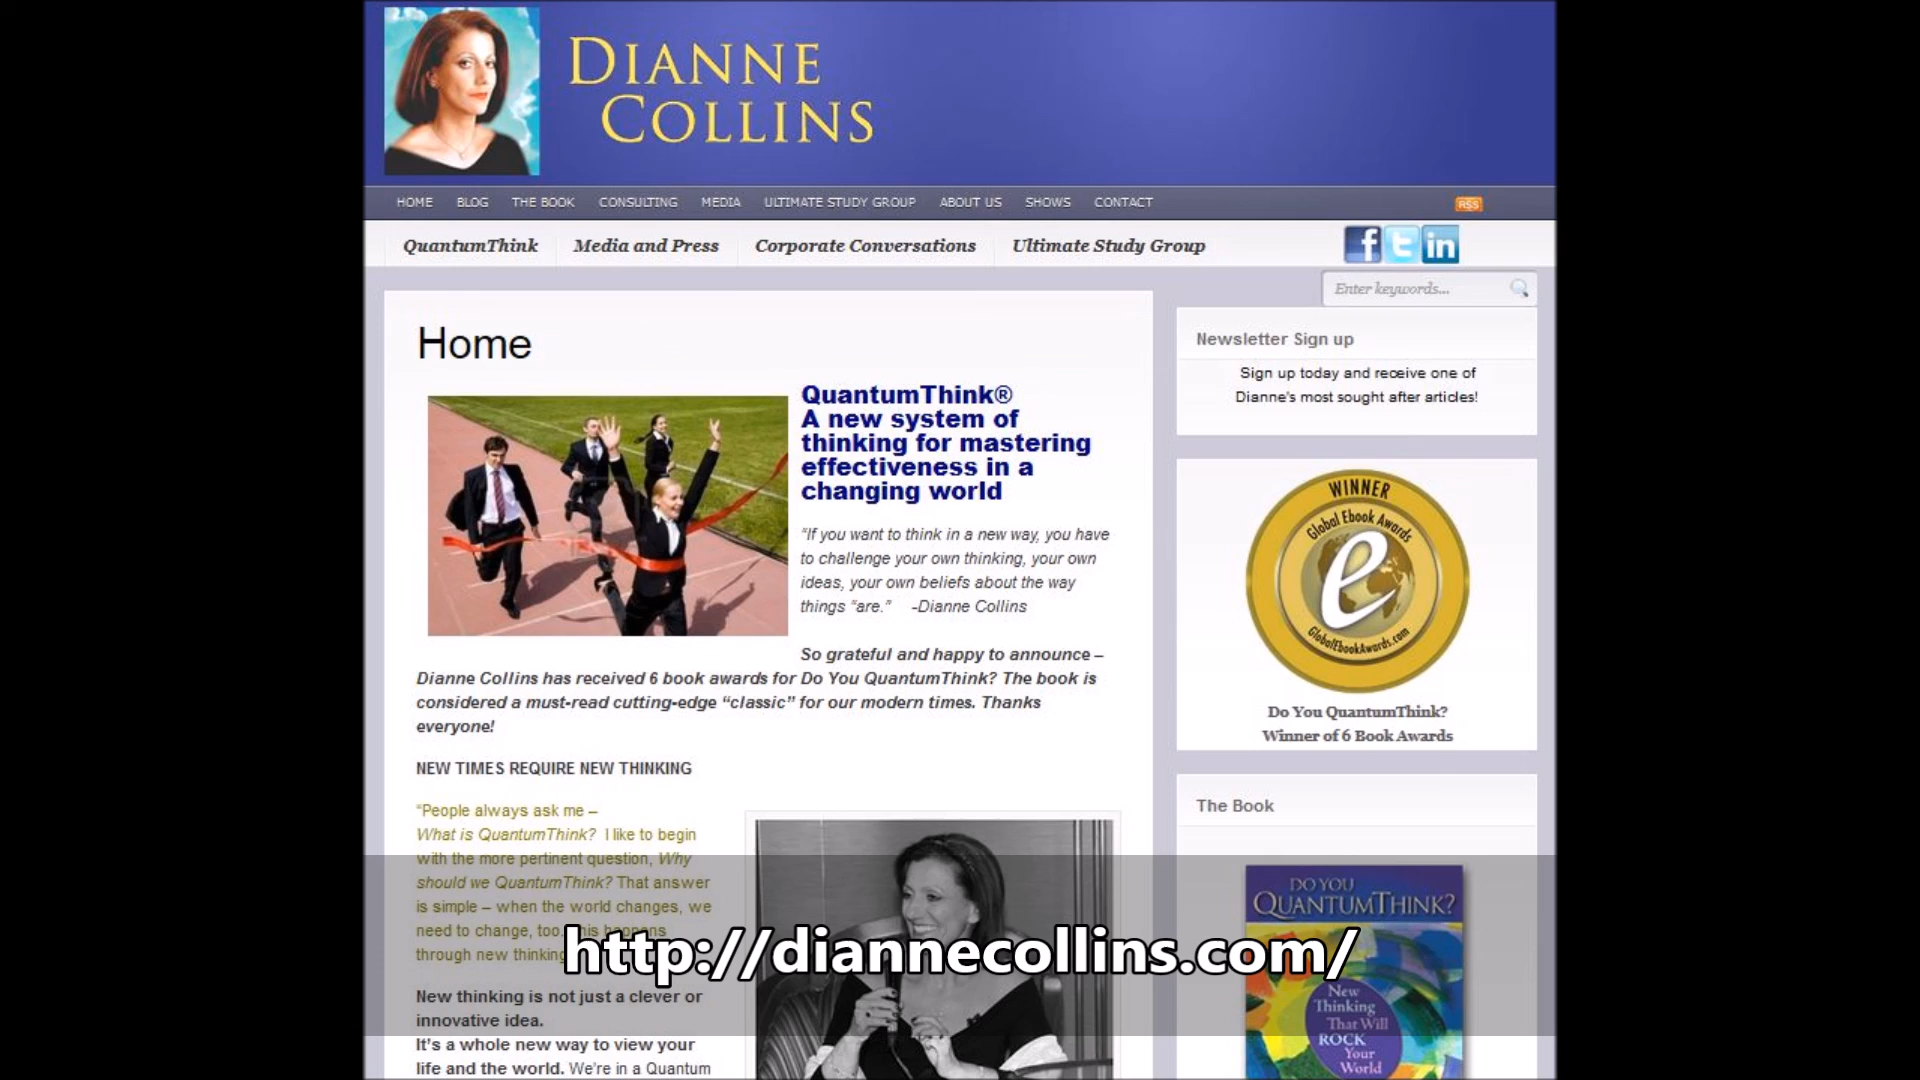 DIANNE
COLLINS
HOME BLOG THE BOOK CONSULTING MEDIA ULTIMATE STUDY GROUP ABOUT US SHOWS CONTACT RSS
QuantumThink Media and Press Corporate Conversations Ultimate Study Group f t in
Enter keywords...
Home
QuantumThink®
A new system of
thinking for mastering
effectiveness in a
changing world
“If you want to think in a new way, you have
to challenge your own thinking, your own
ideas, your own beliefs about the way
things “are.” -Dianne Collins
So grateful and happy to announce –
Dianne Collins has received 6 book awards for Do You QuantumThink? The book is
considered a must-read cutting-edge “classic” for our modern times. Thanks
everyone!
NEW TIMES REQUIRE NEW THINKING
“People always ask me –
What is QuantumThink? I like to begin
with the more pertinent question, Why
should we QuantumThink? That answer
is simple – when the world changes, we
need to change, too. This happens
through new thinking
New thinking is not just a clever or
innovative idea.
It’s a whole new way to view your
life and the world. We’re in a Quantum
Newsletter Sign up
Sign up today and receive one of
Dianne's most sought after articles!
WINNER
Global Ebook Awards
e
GlobalEbookAwards.com
Do You QuantumThink?
Winner of 6 Book Awards
The Book
DO YOU
QUANTUMTHINK?
New
Thinking
That Will
ROCK
Your
World
http://diannecollins.com/